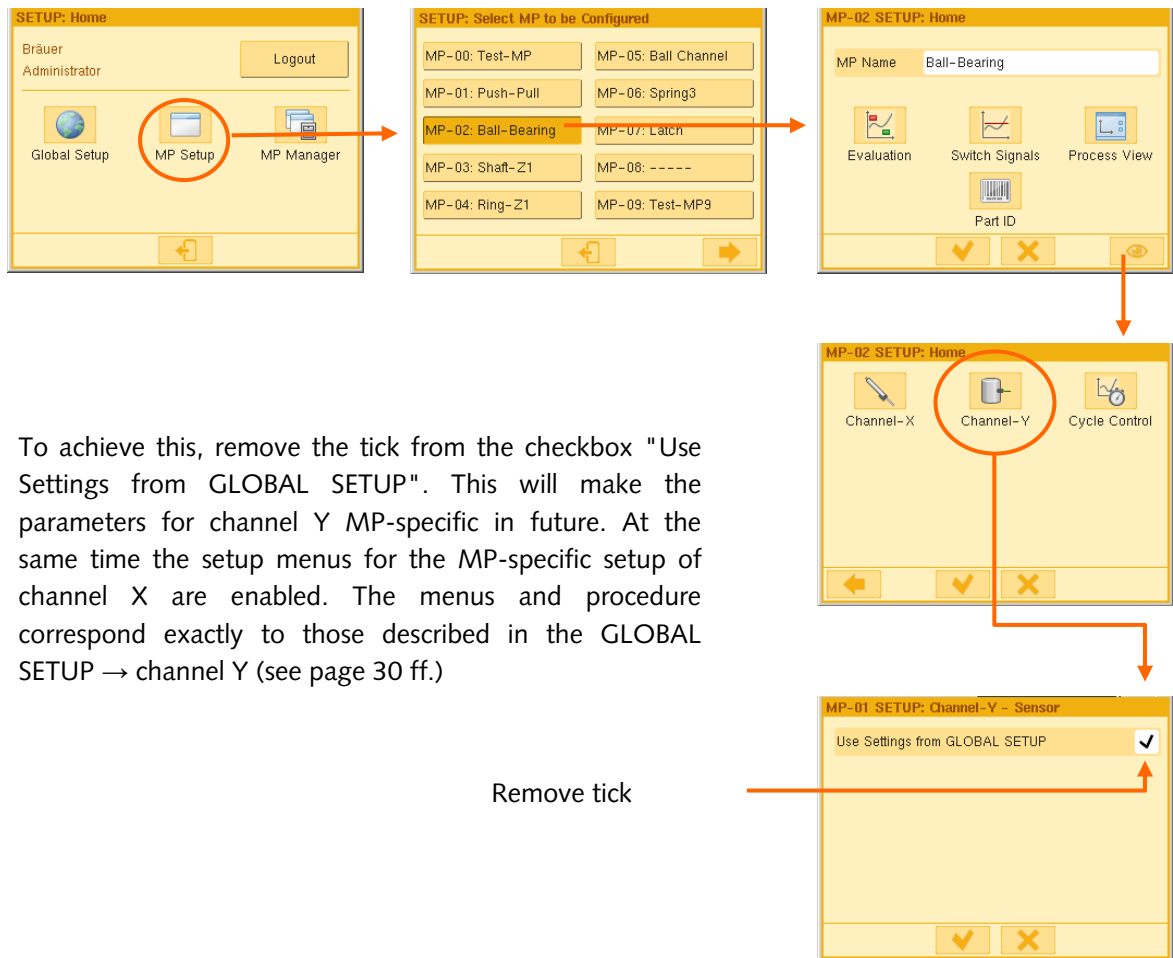 SETUP: Home
Bräuer
Administrator
Logout
Global Setup
MP Setup
MP Manager
SETUP: Select MP to be Configured
MP-00: Test-MP
MP-05: Ball Channel
MP-01: Push-Pull
MP-06: Spring3
MP-02: Ball-Bearing
MP-07: Latch
MP-03: Shaft-Z1
MP-08: -----
MP-04: Ring-Z1
MP-09: Test-MP9
MP-02 SETUP: Home
MP Name
Ball-Bearing
Evaluation
Switch Signals
Process View
Part ID
MP-02 SETUP: Home
Channel-X
Channel-Y
Cycle Control
To achieve this, remove the tick from the checkbox "Use
Settings from GLOBAL SETUP". This will make the
parameters for channel Y MP-specific in future. At the
same time the setup menus for the MP-specific setup of
channel X are enabled. The menus and procedure
correspond exactly to those described in the GLOBAL
SETUP → channel Y (see page 30 ff.)
MP-01 SETUP: Channel-Y - Sensor
Use Settings from GLOBAL SETUP
Remove tick